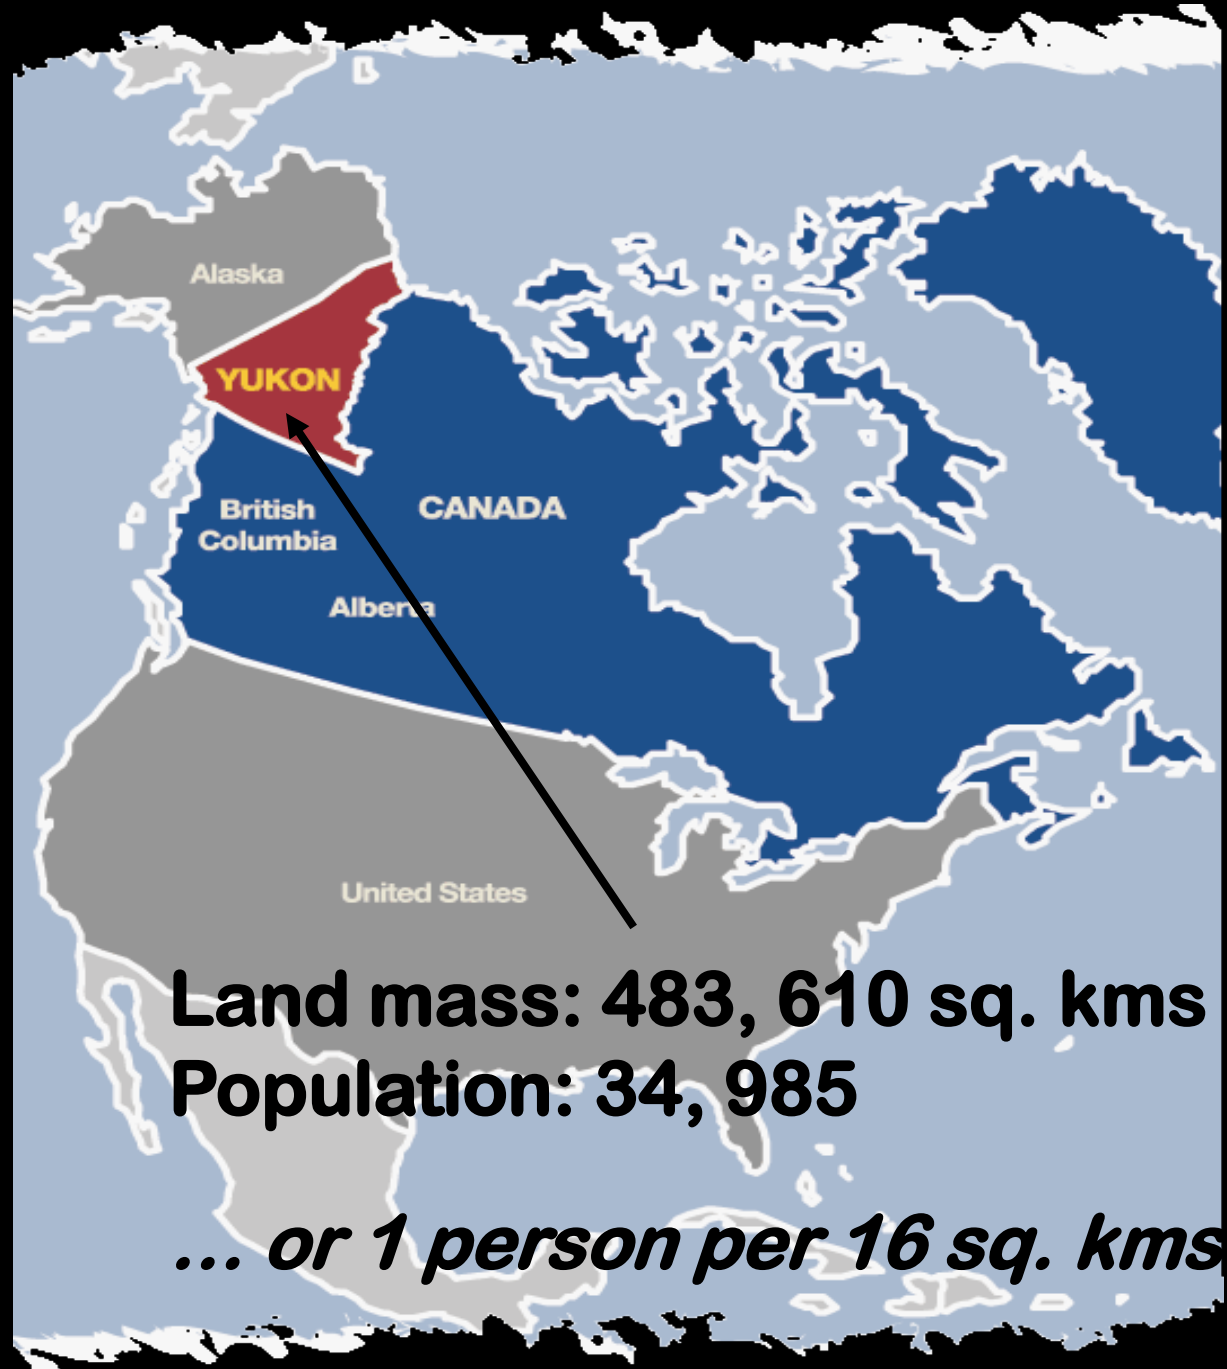 Alaska
YUKON
British
Columbia
CANADA
Alberta
United States
Land mass: 483, 610 sq. kms
Population: 34, 985
... or 1 person per 16 sq. kms